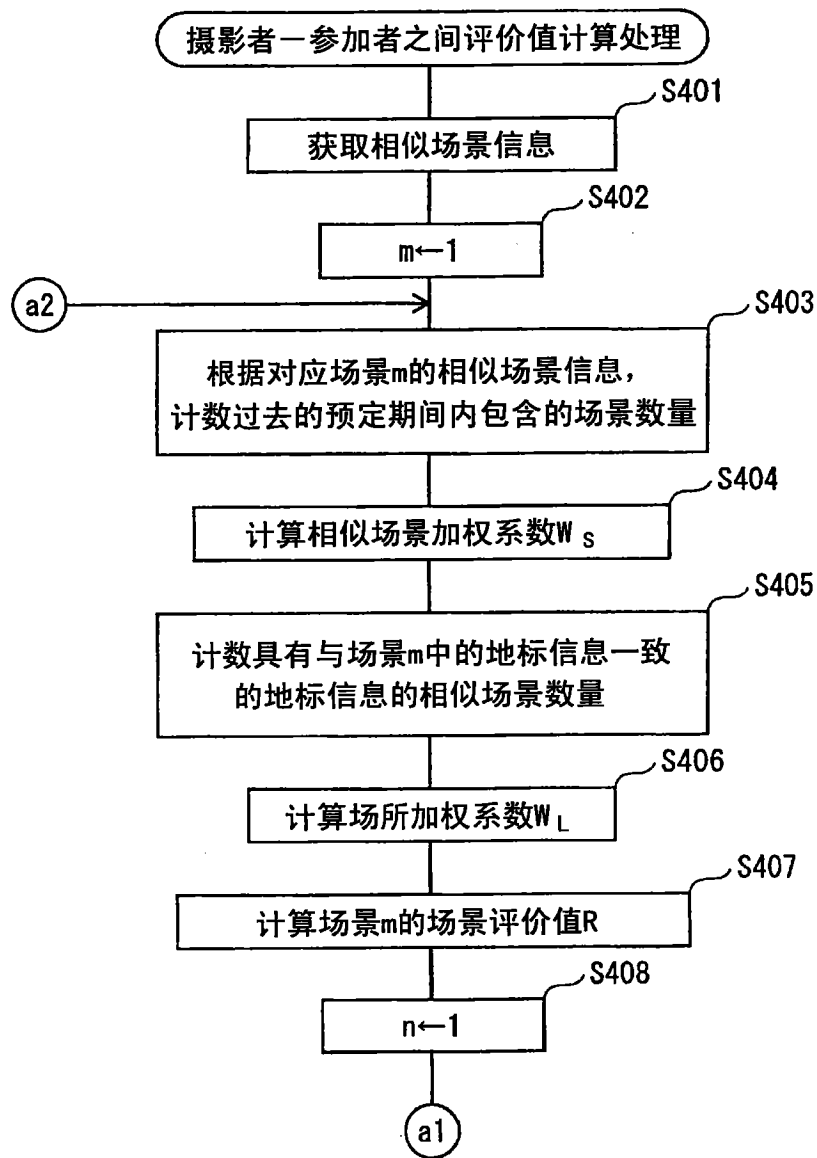 摄影者－参加者之间评价值计算处理
S401
获取相似场景信息
S402
m←1
a2
S403
根据对应场景m的相似场景信息，
计数过去的预定期间内包含的场景数量
S404
计算相似场景加权系数W S
S405
计数具有与场景m中的地标信息一致
的地标信息的相似场景数量
S406
计算场所加权系数W L
S407
计算场景m的场景评价值R
S408
n←1
a1